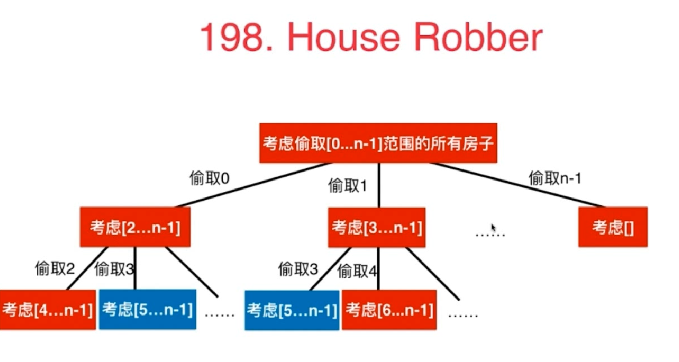 198. House Robber
考虑偷取[0...n-1]范围的所有房子
偷取0
偷取1
偷取n-1
考虑[2...n-1]
考虑[3...n-1]
......
考虑[]
偷取2
偷取3
偷取3
偷取4
考虑[4...n-1]
考虑[5...n-1]
......
考虑[5...n-1]
考虑[6...n-1]
......